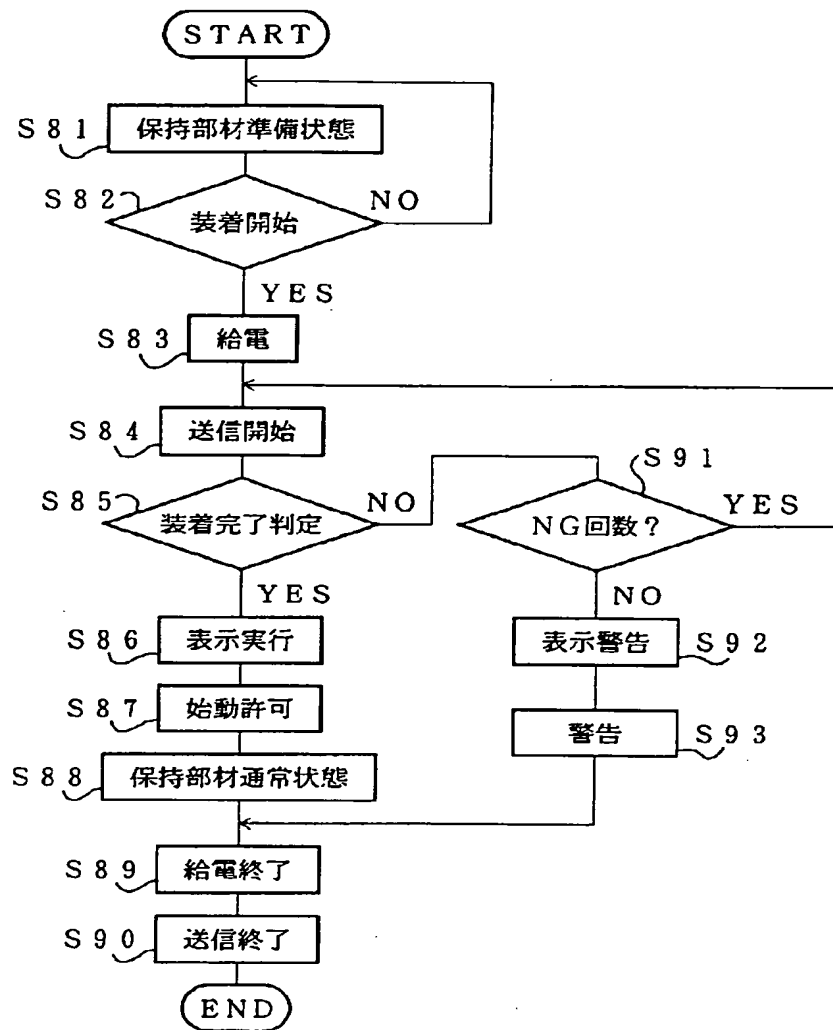 START
S81
保持部材準備状態
S82
装着開始
NO
YES
S83
給電
S84
送信開始
S85
装着完了判定
NO
S91
NG回数?
YES
YES
NO
S86
表示実行
表示警告
S92
S87
始動許可
警告
S93
S88
保持部材通常状態
S89
給電終了
S90
送信終了
END